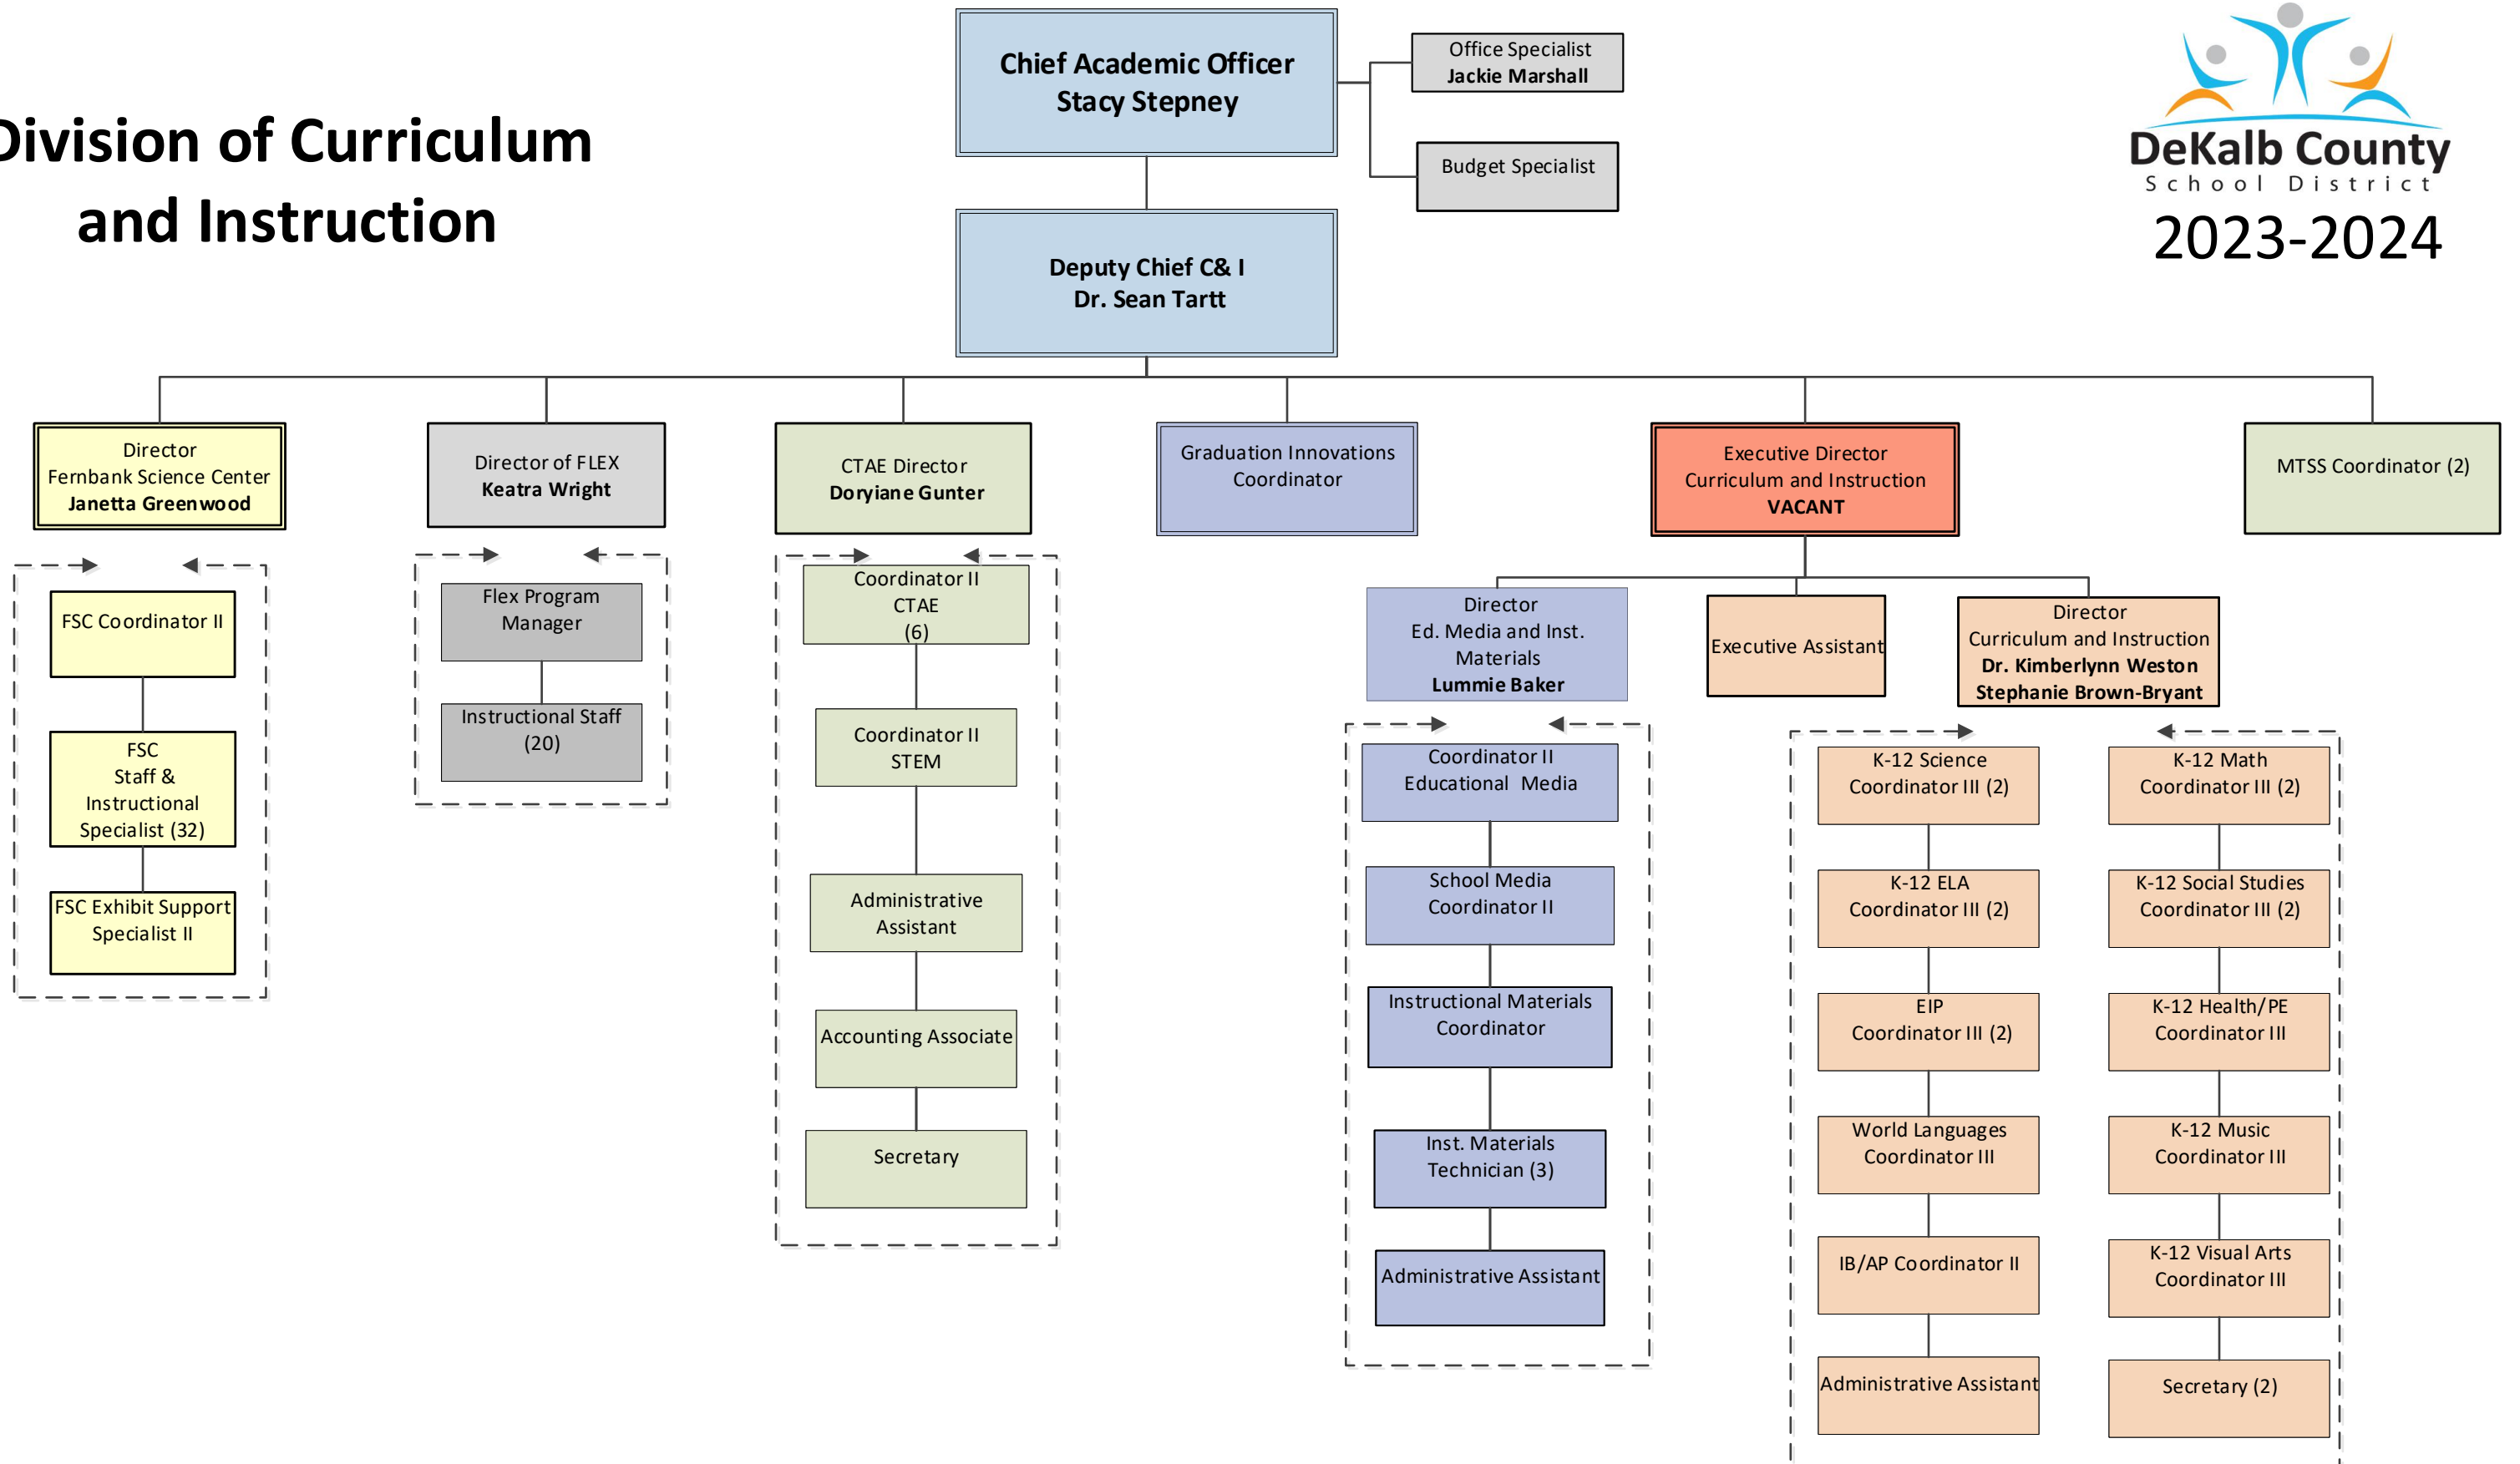 Division of Curriculum
and Instruction
Chief Academic Officer
Stacy Stepney
Office Specialist
Jackie Marshall
Budget Specialist
DeKalb County
School District
2023-2024
Deputy Chief C& I
Dr. Sean Tartt
Director
Fernbank Science Center
Janetta Greenwood
Director of FLEX
Keatra Wright
CTAE Director
Doryiane Gunter
Graduation Innovations
Coordinator
Executive Director
Curriculum and Instruction
VACANT
MTSS Coordinator (2)
FSC Coordinator II
FSC
Staff &
Instructional
Specialist (32)
FSC Exhibit Support
Specialist II
Flex Program
Manager
Instructional Staff
(20)
Coordinator II
CTAE
(6)
Coordinator II
STEM
Administrative
Assistant
Accounting Associate
Secretary
Director
Ed. Media and Inst.
Materials
Lummie Baker
Executive Assistant
Director
Curriculum and Instruction
Dr. Kimberlynn Weston
Stephanie Brown-Bryant
Coordinator II
Educational Media
School Media
Coordinator II
Instructional Materials
Coordinator
Inst. Materials
Technician (3)
Administrative Assistant
K-12 Science
Coordinator III (2)
K-12 ELA
Coordinator III (2)
EIP
Coordinator III (2)
World Languages
Coordinator III
IB/AP Coordinator II
Administrative Assistant
K-12 Math
Coordinator III (2)
K-12 Social Studies
Coordinator III (2)
K-12 Health/PE
Coordinator III
K-12 Music
Coordinator III
K-12 Visual Arts
Coordinator III
Secretary (2)